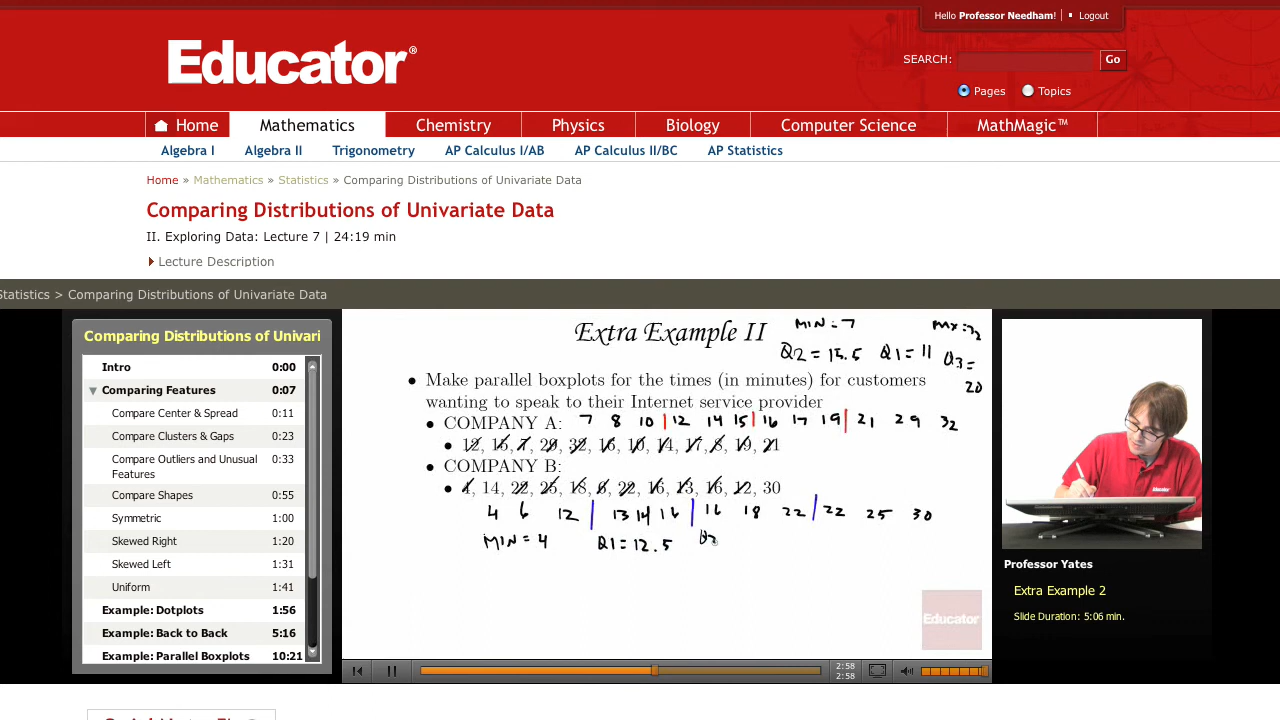 Hello Professor Needham! Logout
Educator®
SEARCH: Go
Pages Topics
Home Mathematics Chemistry Physics Biology Computer Science MathMagic™
Algebra I Algebra II Trigonometry AP Calculus I/AB AP Calculus II/BC AP Statistics
Home » Mathematics » Statistics » Comparing Distributions of Univariate Data
Comparing Distributions of Univariate Data
II. Exploring Data: Lecture 7 | 24:19 min
Lecture Description
Statistics > Comparing Distributions of Univariate Data
Comparing Distributions of Univari
Intro 0:00
Comparing Features 0:07
Compare Center & Spread 0:11
Compare Clusters & Gaps 0:23
Compare Outliers and Unusual
Features 0:33
Compare Shapes 0:55
Symmetric 1:00
Skewed Right 1:20
Skewed Left 1:31
Uniform 1:41
Example: Dotplots 1:56
Example: Back to Back 5:16
Example: Parallel Boxplots 10:21
Extra Example II
MIN = 7
MX = 32
Q2 = 15.5 Q1 = 11 Q3 =
20
• Make parallel boxplots for the times (in minutes) for customers
wanting to speak to their Internet service provider
• COMPANY A: 7 8 10 | 12 14 15 | 16 17 19 | 21 29 32
• 12, 15, 7, 29, 32, 16, 10, 14, 17, 8, 19, 21
• COMPANY B:
• 4, 14, 22, 25, 18, 6, 22, 16, 13, 16, 12, 30
4 6 12 | 13 14 16 | 16 18 22 | 22 25 30
MIN = 4 Q1 = 12.5
Educator
2:58
2:58
Professor Yates
Extra Example 2
Slide Duration: 5:06 min.